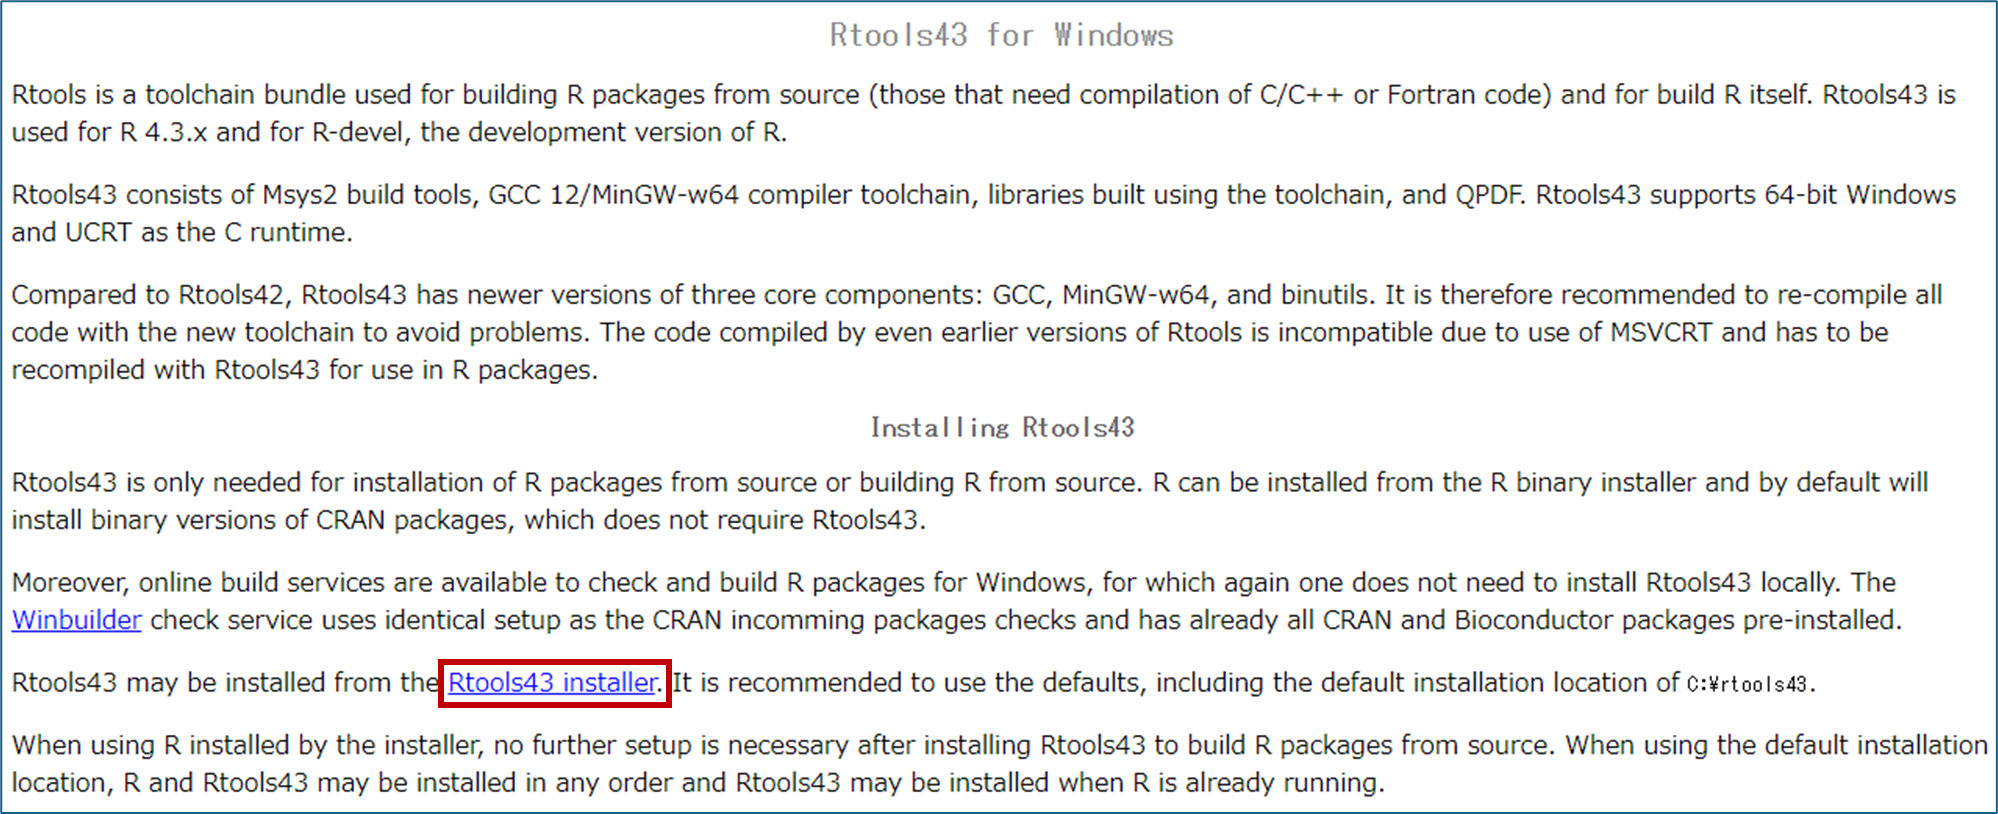 Rtools43 for Windows
Rtools is a toolchain bundle used for building R packages from source (those that need compilation of C/C++ or Fortran code) and for build R itself. Rtools43 is
used for R 4.3.x and for R-devel, the development version of R.
Rtools43 consists of Msys2 build tools, GCC 12/MinGW-w64 compiler toolchain, libraries built using the toolchain, and QPDF. Rtools43 supports 64-bit Windows
and UCRT as the C runtime.
Compared to Rtools42, Rtools43 has newer versions of three core components: GCC, MinGW-w64, and binutils. It is therefore recommended to re-compile all
code with the new toolchain to avoid problems. The code compiled by even earlier versions of Rtools is incompatible due to use of MSVCRT and has to be
recompiled with Rtools43 for use in R packages.
Installing Rtools43
Rtools43 is only needed for installation of R packages from source or building R from source. R can be installed from the R binary installer and by default will
install binary versions of CRAN packages, which does not require Rtools43.
Moreover, online build services are available to check and build R packages for Windows, for which again one does not need to install Rtools43 locally. The
Winbuilder check service uses identical setup as the CRAN incomming packages checks and has already all CRAN and Bioconductor packages pre-installed.
Rtools43 may be installed from the Rtools43 installer. It is recommended to use the defaults, including the default installation location of C:¥rtools43.
When using R installed by the installer, no further setup is necessary after installing Rtools43 to build R packages from source. When using the default installation
location, R and Rtools43 may be installed in any order and Rtools43 may be installed when R is already running.